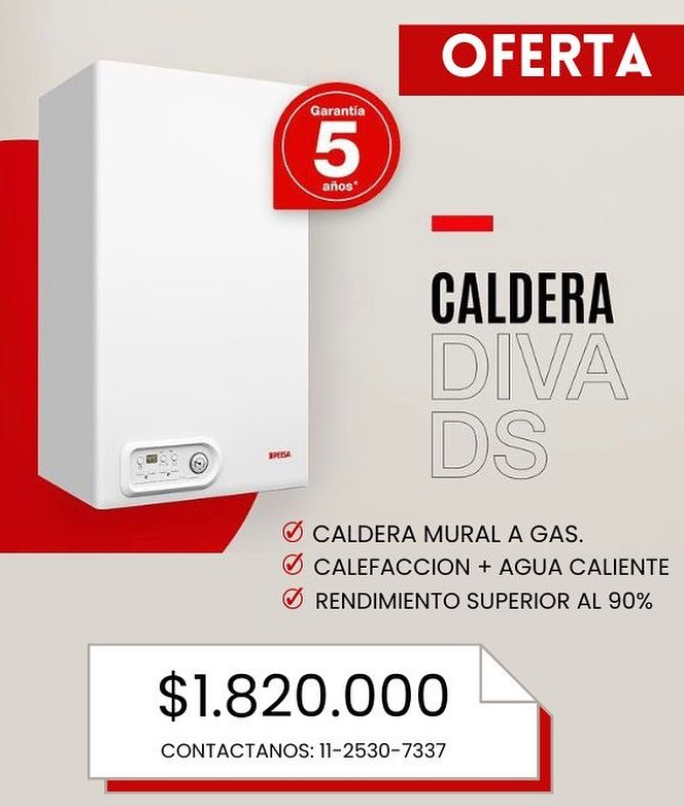 OFERTA
Garantía
5
años*
CALDERA
DIVA
DS
PEISA
CALDERA MURAL A GAS.
CALEFACCION + AGUA CALIENTE
RENDIMIENTO SUPERIOR AL 90%
$1.820.000
CONTACTANOS: 11-2530-7337